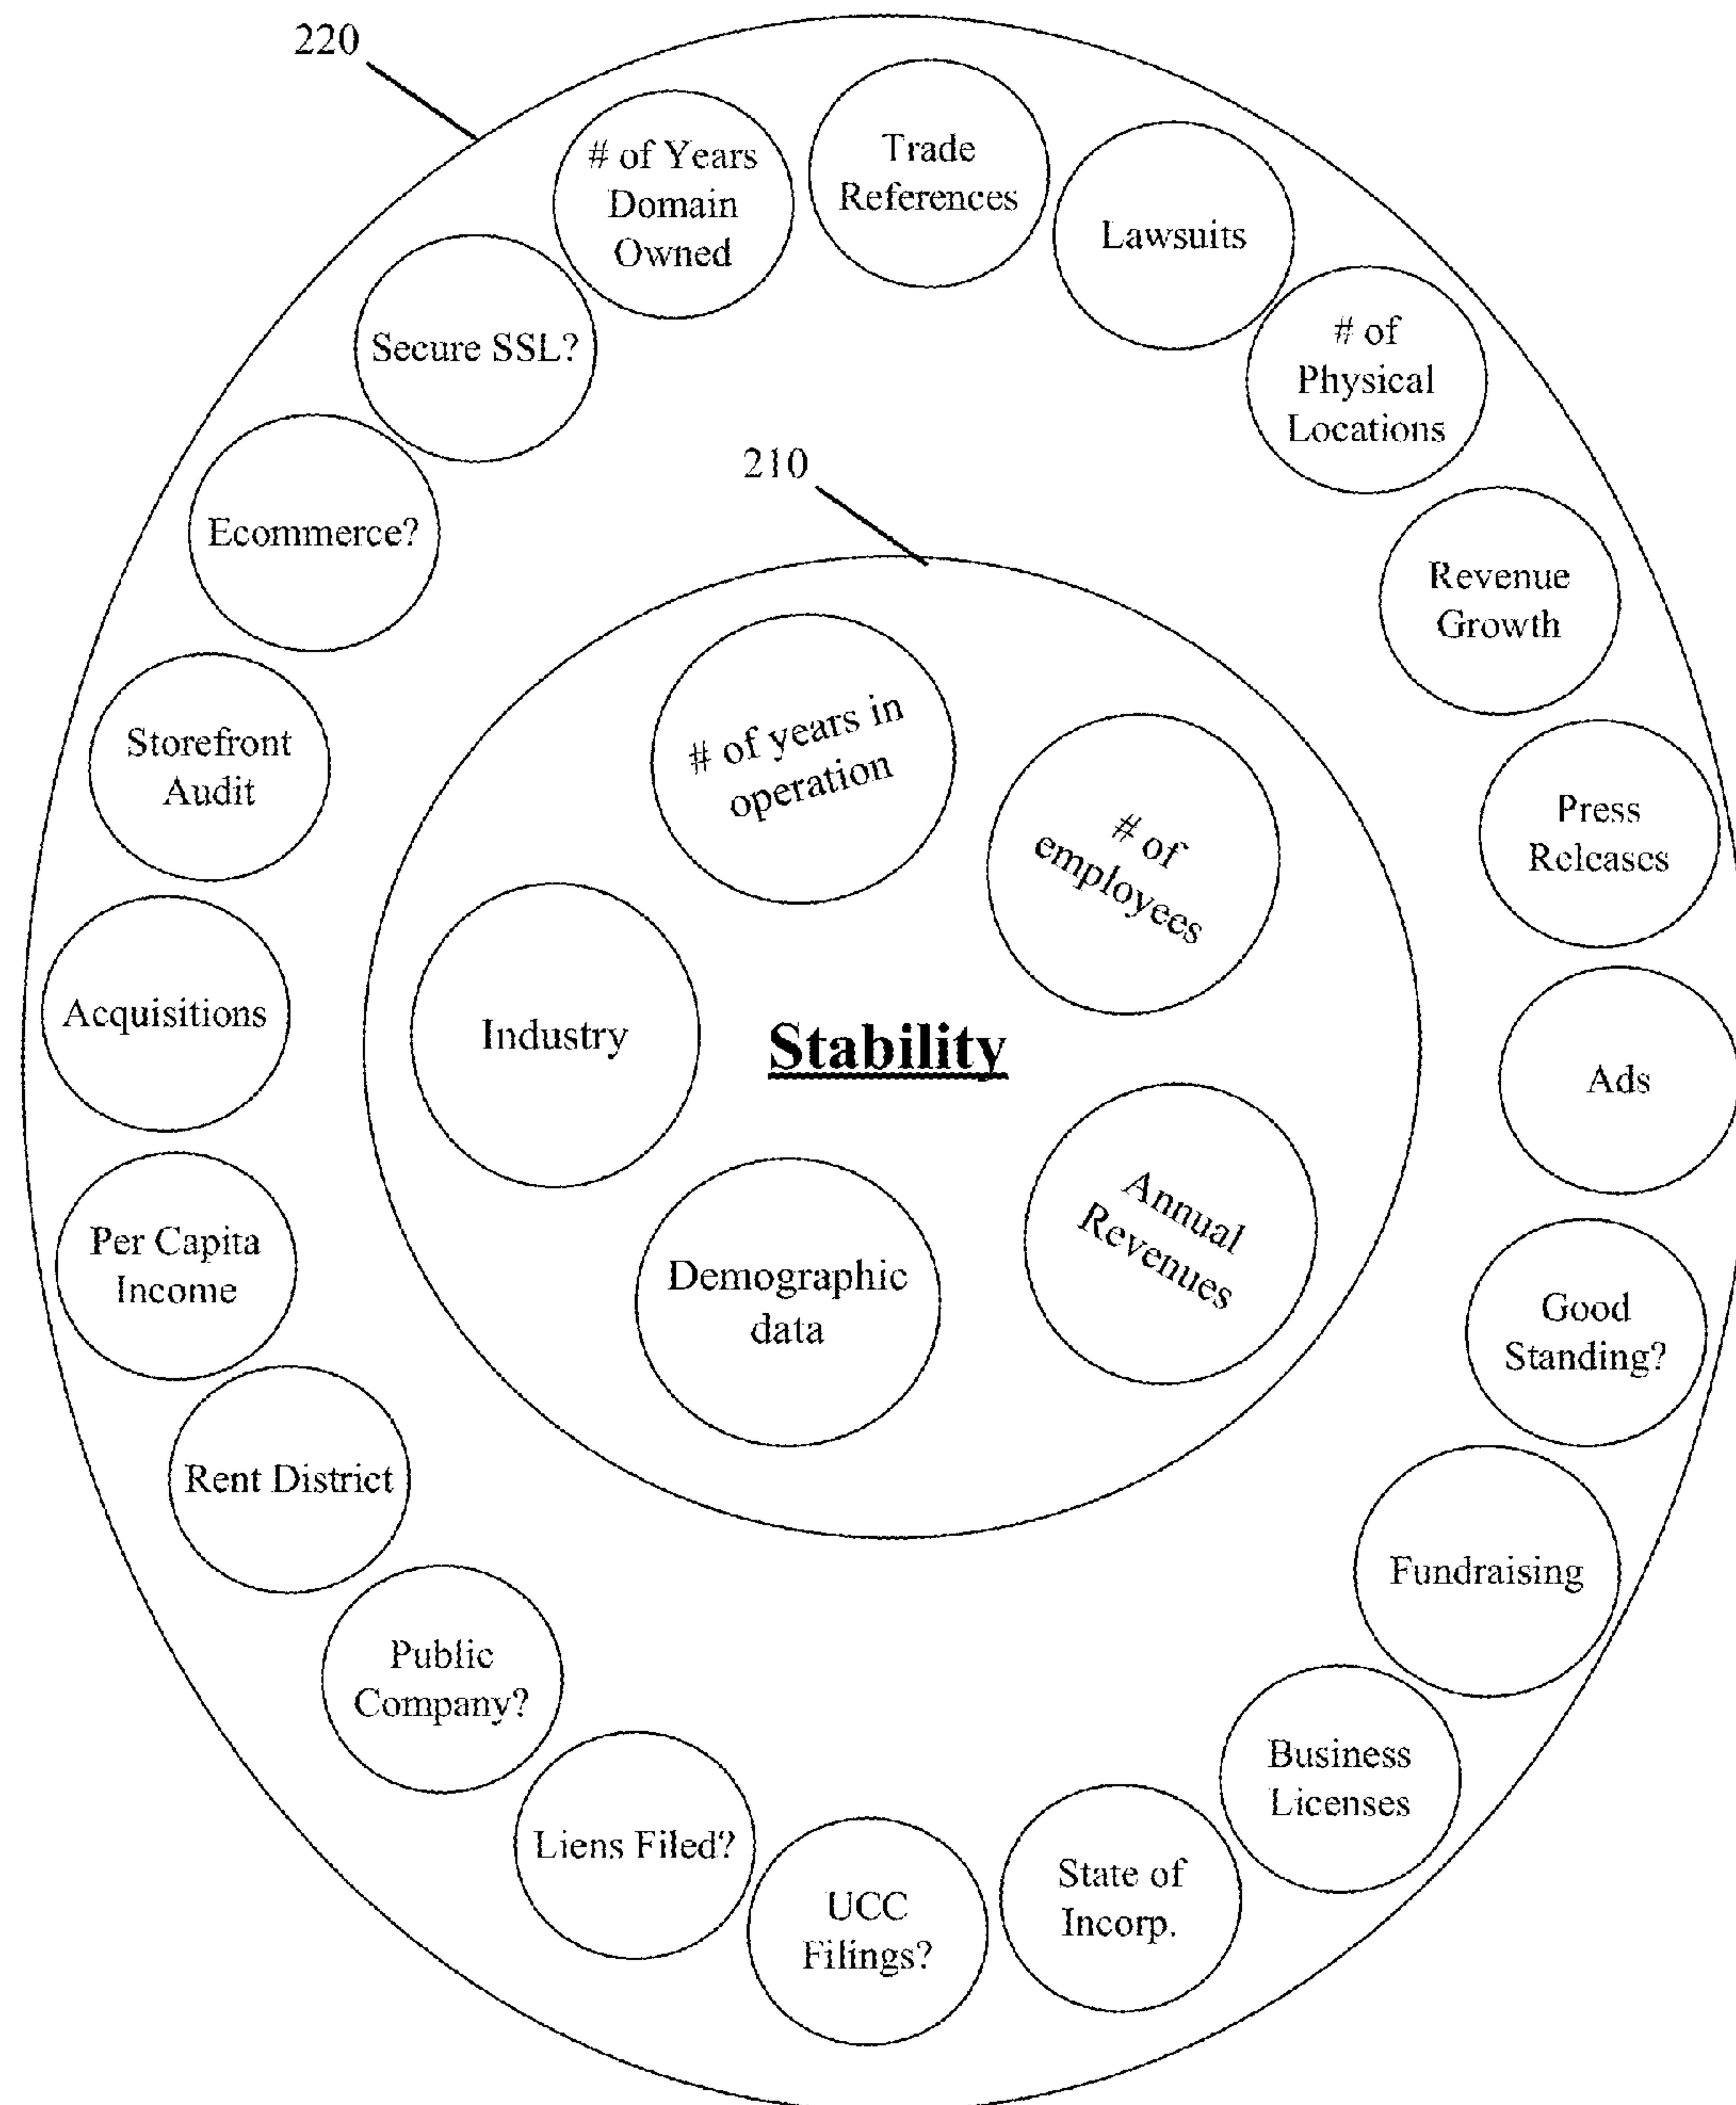 220
# of Years
Domain
Owned
Trade
References
Lawsuits
Secure SSL?
# of
Physical
Locations
210
Ecommerce?
Revenue
Growth
# of years in
operation
Storefront
Audit
# of
employees
Press
Releases
Acquisitions
Industry
Stability
Ads
Per Capita
Income
Demographic
data
Annual
Revenues
Good
Standing?
Rent District
Fundraising
Public
Company?
Business
Licenses
Liens Filed?
UCC
Filings?
State of
Incorp.